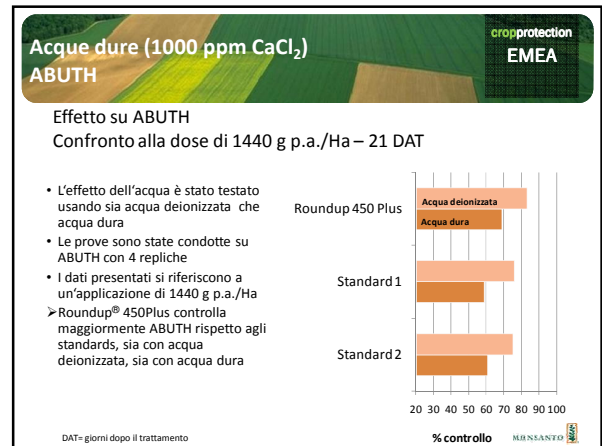 Acque dure (1000 ppm CaCl₂)
ABUTH
cropprotection
EMEA
Effetto su ABUTH
Confronto alla dose di 1440 g p.a./Ha – 21 DAT
• L'effetto dell'acqua è stato testato
usando sia acqua deionizzata che
acqua dura
• Le prove sono state condotte su
ABUTH con 4 repliche
• I dati presentati si riferiscono a
un'applicazione di 1440 g p.a./Ha
➢Roundup® 450Plus controlla
maggiormente ABUTH rispetto agli
standards, sia con acqua
deionizzata, sia con acqua dura
Roundup 450 Plus
Acqua deionizzata
Acqua dura
Standard 1
Standard 2
20 30 40 50 60 70 80 90 100
% controllo
MONSANTO
DAT= giorni dopo il trattamento